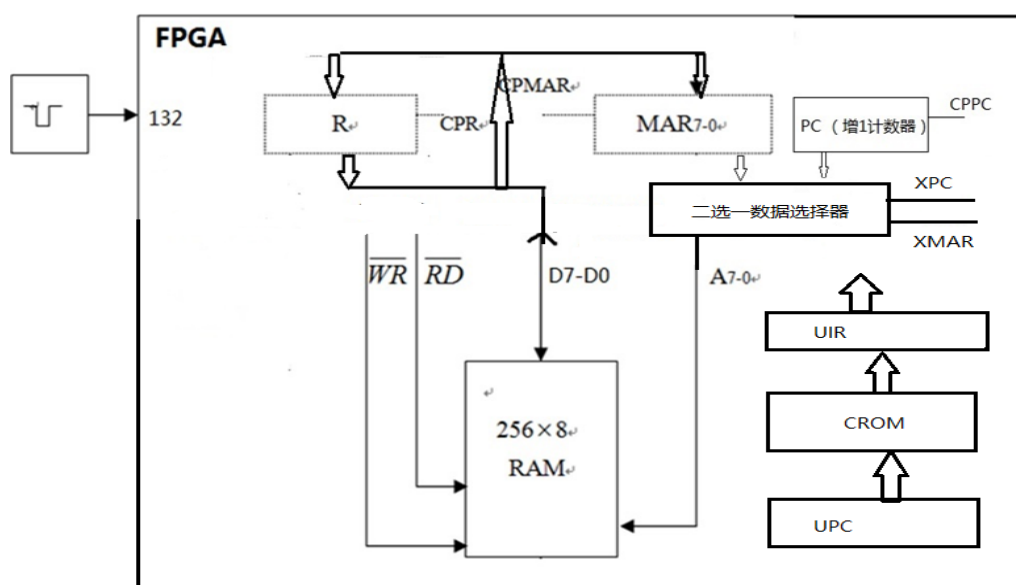 FPGA
132
CPMAR
R
CPR
MAR7-0
PC（增1计数器）
CPPC
二选一数据选择器
XPC
XMAR
WR
RD
D7-D0
A7-0
UIR
256×8
RAM
CROM
UPC